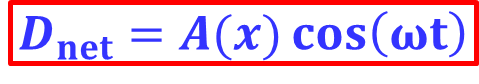 D_net = A(x) cos(ωt)